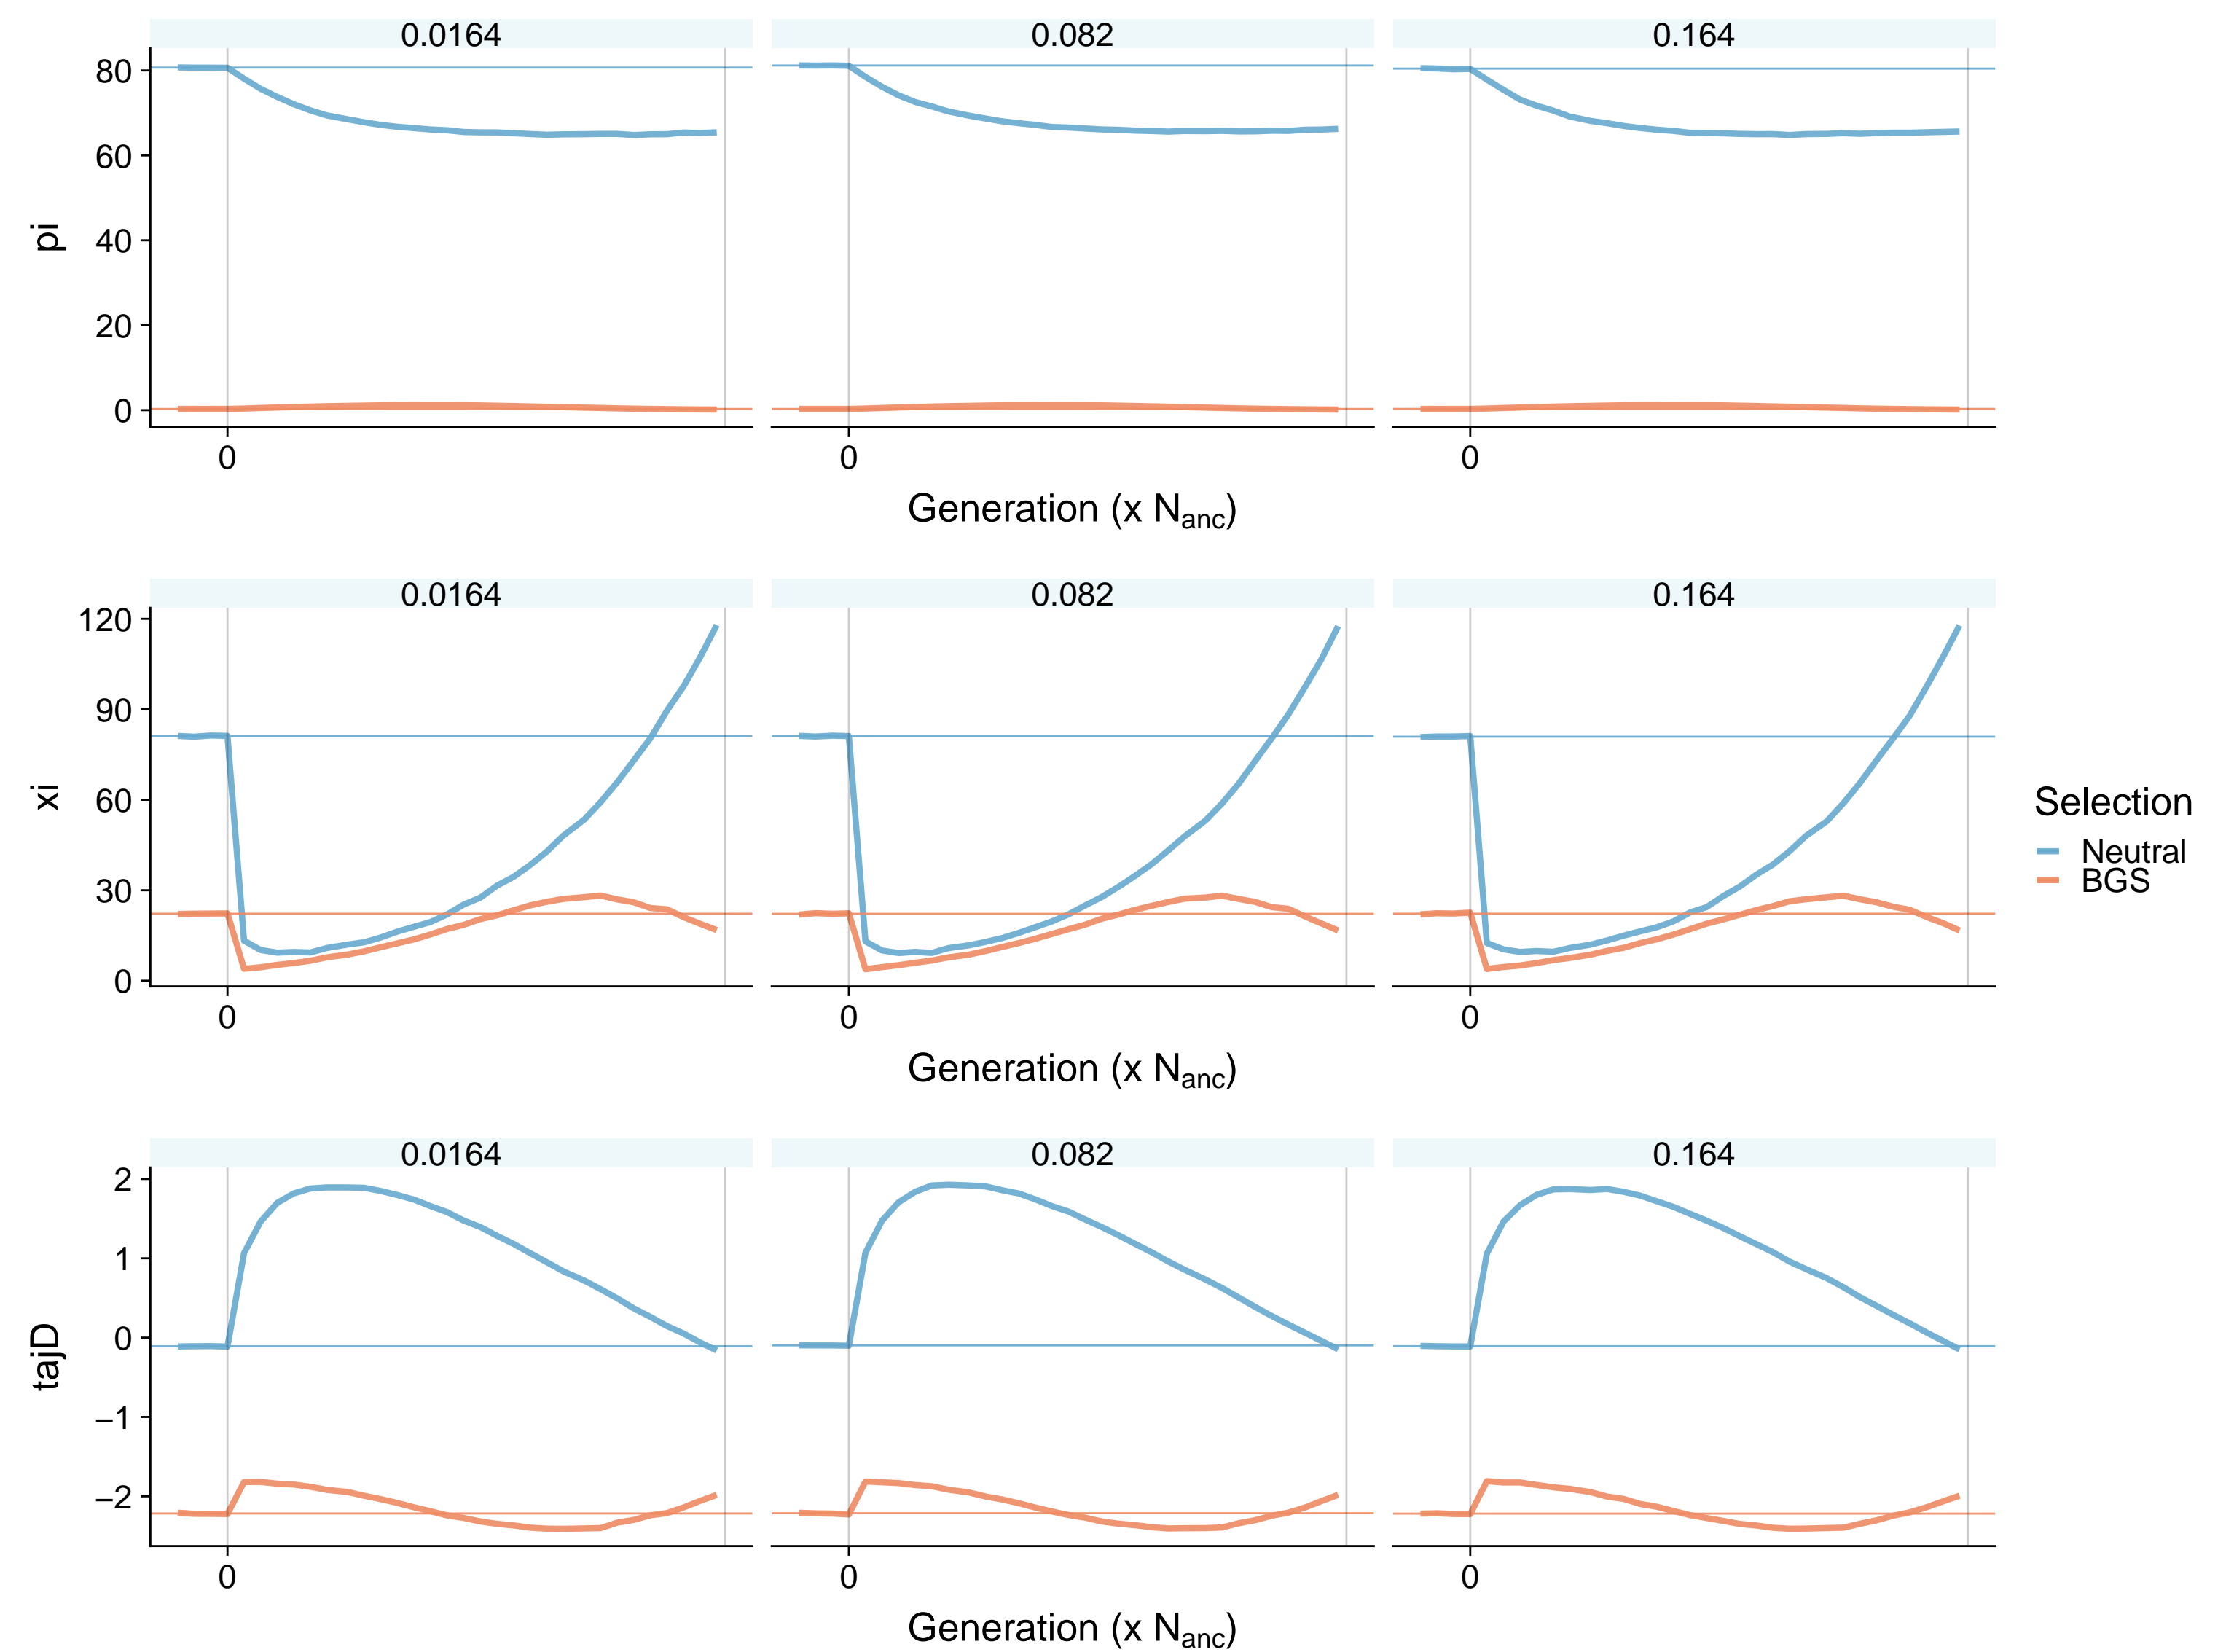 0.0164 0.082 0.164
80
60
40
20
0
pi
0 0 0
Generation (x Nanc)
0.0164 0.082 0.164
120
90
60
30
0
xi
0 0 0
Generation (x Nanc)
Selection
Neutral
BGS
0.0164 0.082 0.164
2
1
0
−1
−2
tajD
0 0 0
Generation (x Nanc)